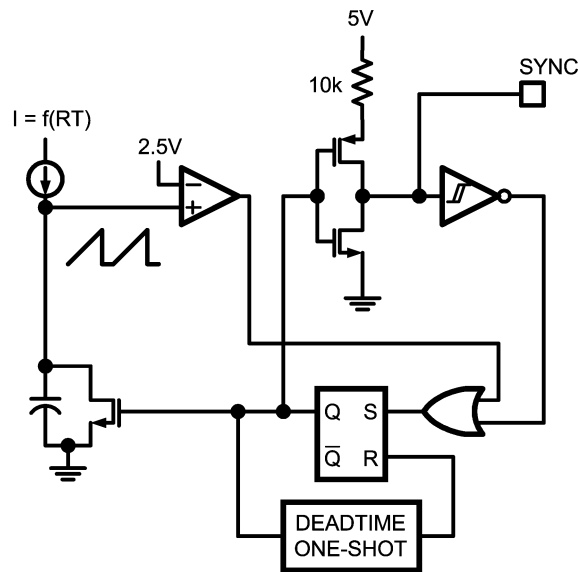 5V
SYNC
10k
I = f(RT)
2.5V
−
+
Q S
Q̅ R
DEADTIME
ONE-SHOT